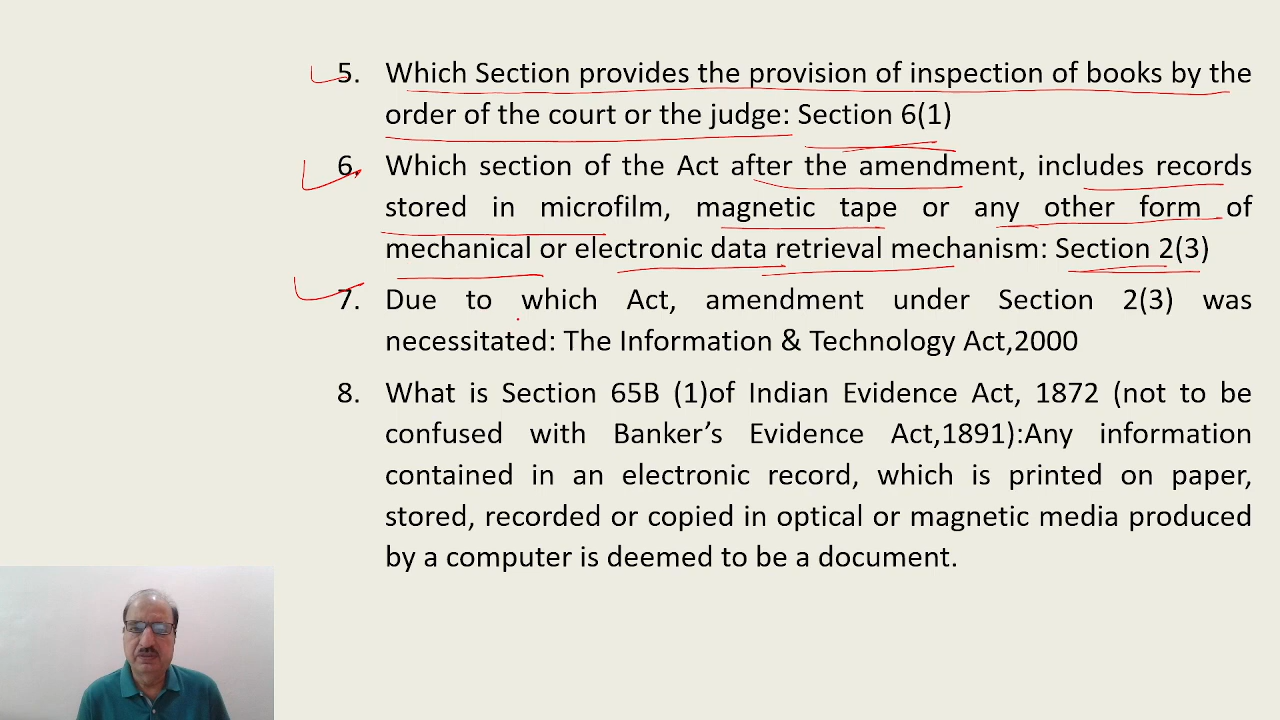 5. Which Section provides the provision of inspection of books by the
order of the court or the judge: Section 6(1)
6. Which section of the Act after the amendment, includes records
stored in microfilm, magnetic tape or any other form of
mechanical or electronic data retrieval mechanism: Section 2(3)
7. Due to which Act, amendment under Section 2(3) was
necessitated: The Information & Technology Act,2000
8. What is Section 65B (1)of Indian Evidence Act, 1872 (not to be
confused with Banker’s Evidence Act,1891):Any information
contained in an electronic record, which is printed on paper,
stored, recorded or copied in optical or magnetic media produced
by a computer is deemed to be a document.